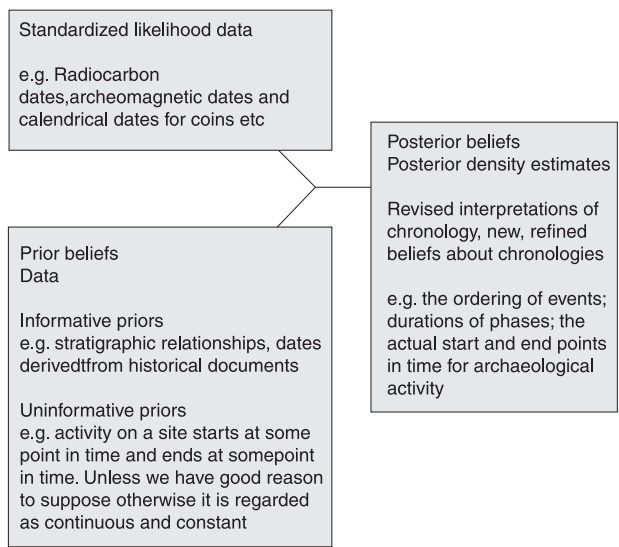 Standardized likelihood data
e.g. Radiocarbon
dates,archeomagnetic dates and
calendrical dates for coins etc
Prior beliefs
Data
Informative priors
e.g. stratigraphic relationships, dates
derivedtfrom historical documents
Uninformative priors
e.g. activity on a site starts at some
point in time and ends at somepoint
in time. Unless we have good reason
to suppose otherwise it is regarded
as continuous and constant
Posterior beliefs
Posterior density estimates
Revised interpretations of
chronology, new, refined
beliefs about chronologies
e.g. the ordering of events;
durations of phases; the
actual start and end points
in time for archaeological
activity